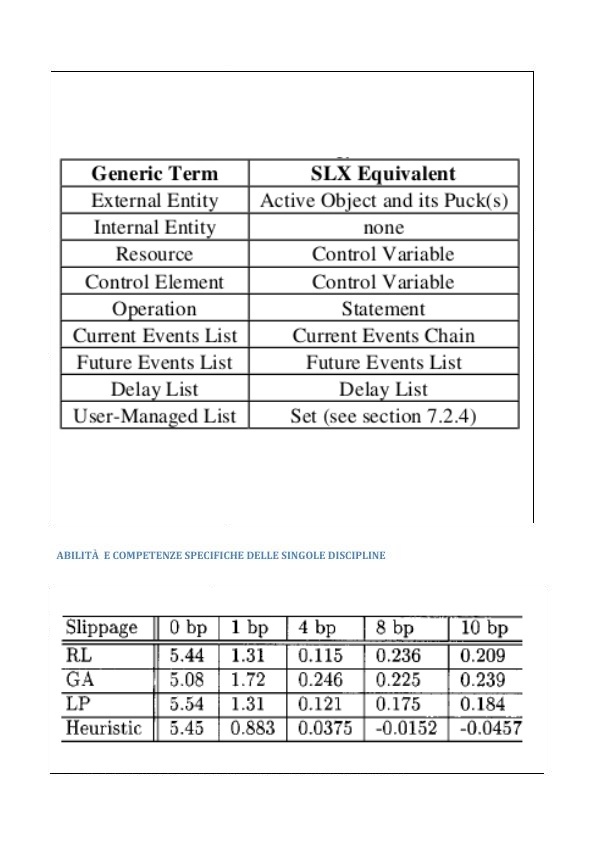 Generic Term SLX Equivalent
External Entity Active Object and its Puck(s)
Internal Entity none
Resource Control Variable
Control Element Control Variable
Operation Statement
Current Events List Current Events Chain
Future Events List Future Events List
Delay List Delay List
User-Managed List Set (see section 7.2.4)
ABILITÀ E COMPETENZE SPECIFICHE DELLE SINGOLE DISCIPLINE
Slippage 0 bp 1 bp 4 bp 8 bp 10 bp
RL 5.44 1.31 0.115 0.236 0.209
GA 5.08 1.72 0.246 0.225 0.239
LP 5.54 1.31 0.121 0.175 0.184
Heuristic 5.45 0.883 0.0375 -0.0152 -0.0457